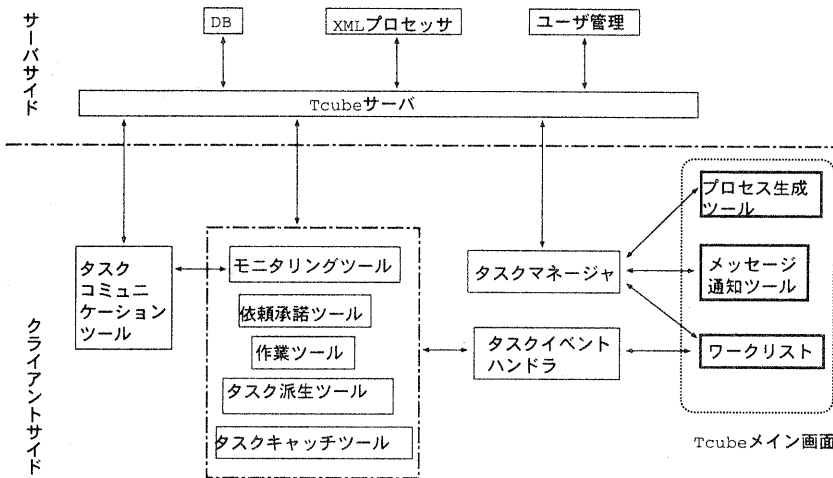 サーバサイド
DB
XMLプロセッサ
ユーザ管理
Tcubeサーバ
クライアントサイド
タスク
コミュニ
ケーション
ツール
モニタリングツール
依頼承諾ツール
作業ツール
タスク派生ツール
タスクキャッチツール
タスクマネージャ
タスクイベント
ハンドラ
プロセス生成
ツール
メッセージ
通知ツール
ワークリスト
Tcubeメイン画面